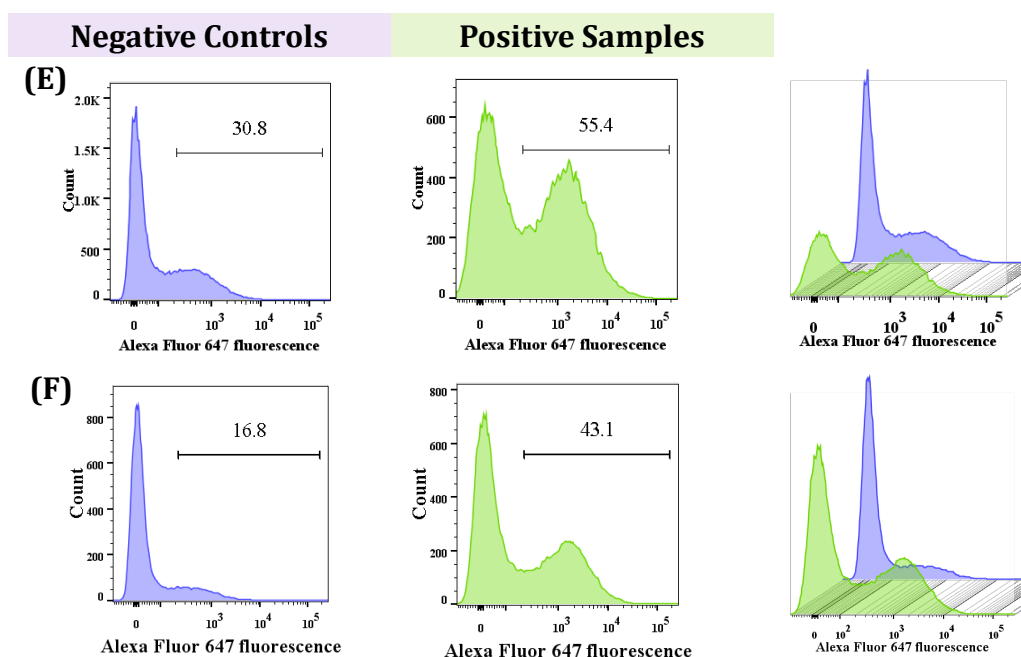 Negative Controls
Positive Samples
(E)
2.0K
1.5K
1.0K
500
0
Count
30.8
0 10³ 10⁴ 10⁵
Alexa Fluor 647 fluorescence
600
400
200
0
Count
55.4
0 10³ 10⁴ 10⁵
Alexa Fluor 647 fluorescence
0 10³ 10⁴ 10⁵
Alexa Fluor 647 fluorescence
(F)
800
600
400
200
0
Count
16.8
0 10³ 10⁴ 10⁵
Alexa Fluor 647 fluorescence
800
600
400
200
0
Count
43.1
0 10³ 10⁴ 10⁵
Alexa Fluor 647 fluorescence
0 10² 10³ 10⁴ 10⁵
Alexa Fluor 647 fluorescence